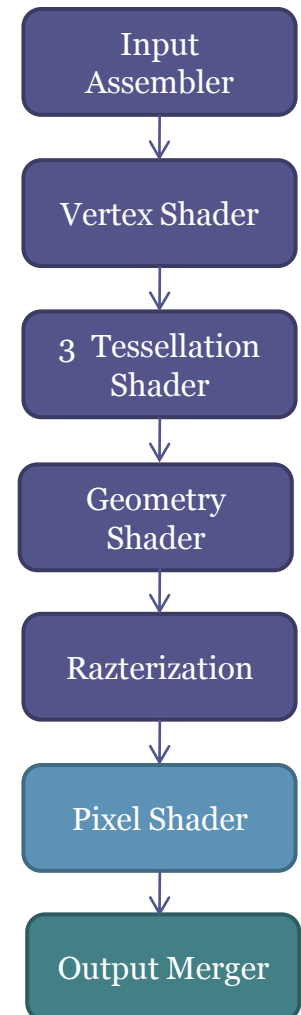 Input
Assembler
Vertex Shader
3 Tessellation
Shader
Geometry
Shader
Razterization
Pixel Shader
Output Merger